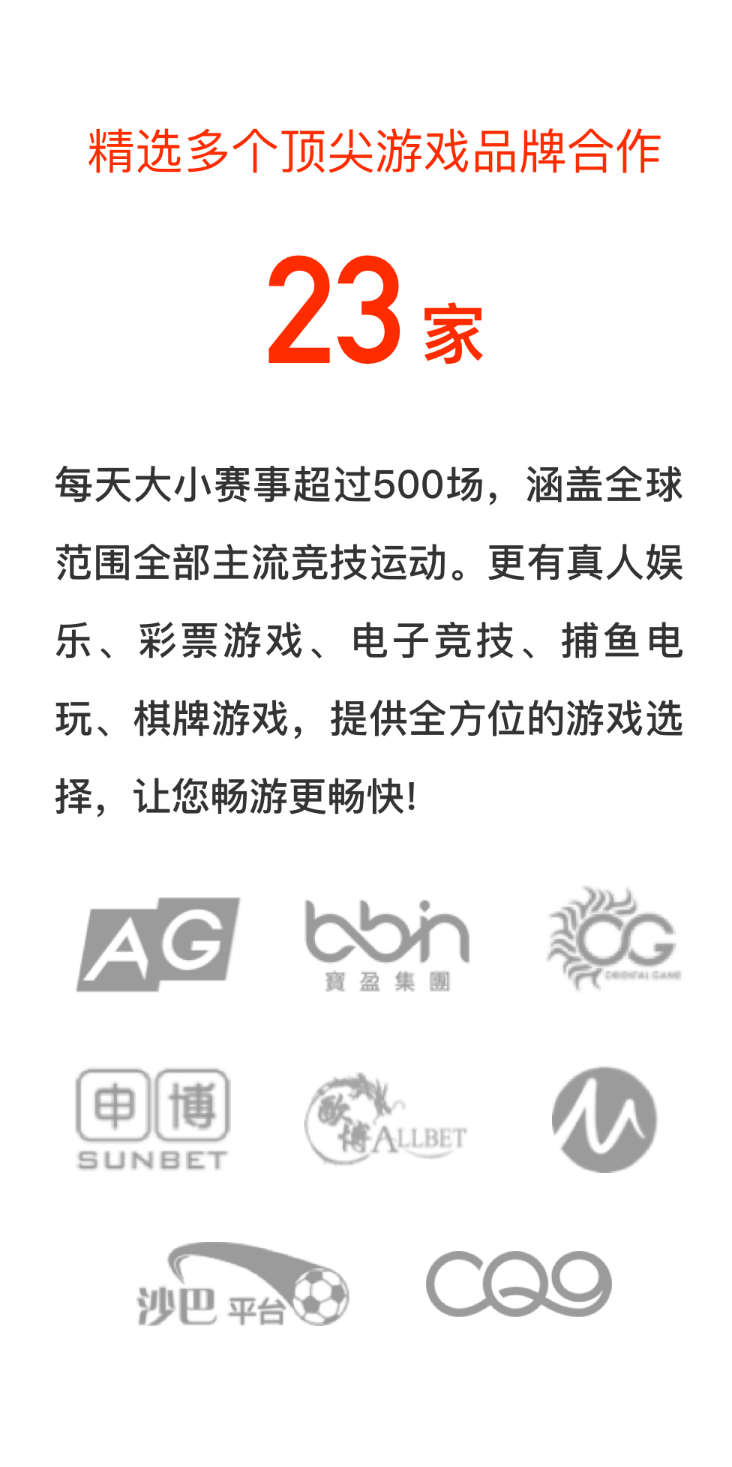 精选多个顶尖游戏品牌合作
23家
每天大小赛事超过500场，涵盖全球
范围全部主流竞技运动。更有真人娱
乐、彩票游戏、电子竞技、捕鱼电
玩、棋牌游戏，提供全方位的游戏选
择，让您畅游更畅快!
AG
bbin
寶盈集團
OG
ORIENTAL GAME
申博
SUNBET
歐博 ALLBET
沙巴 平台
CQ9